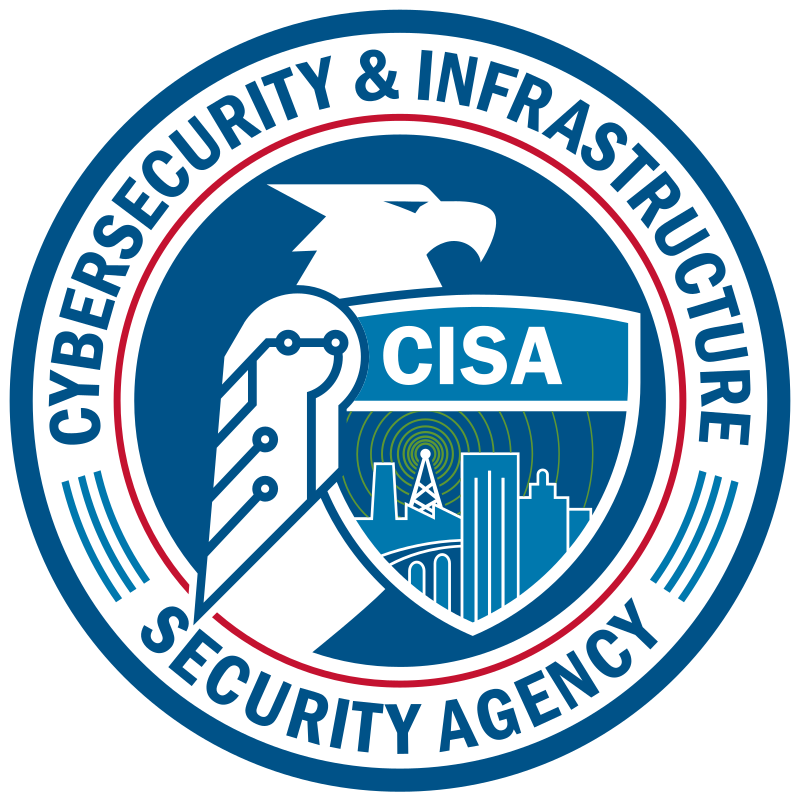 CYBERSECURITY & INFRASTRUCTURE
CISA
SECURITY AGENCY